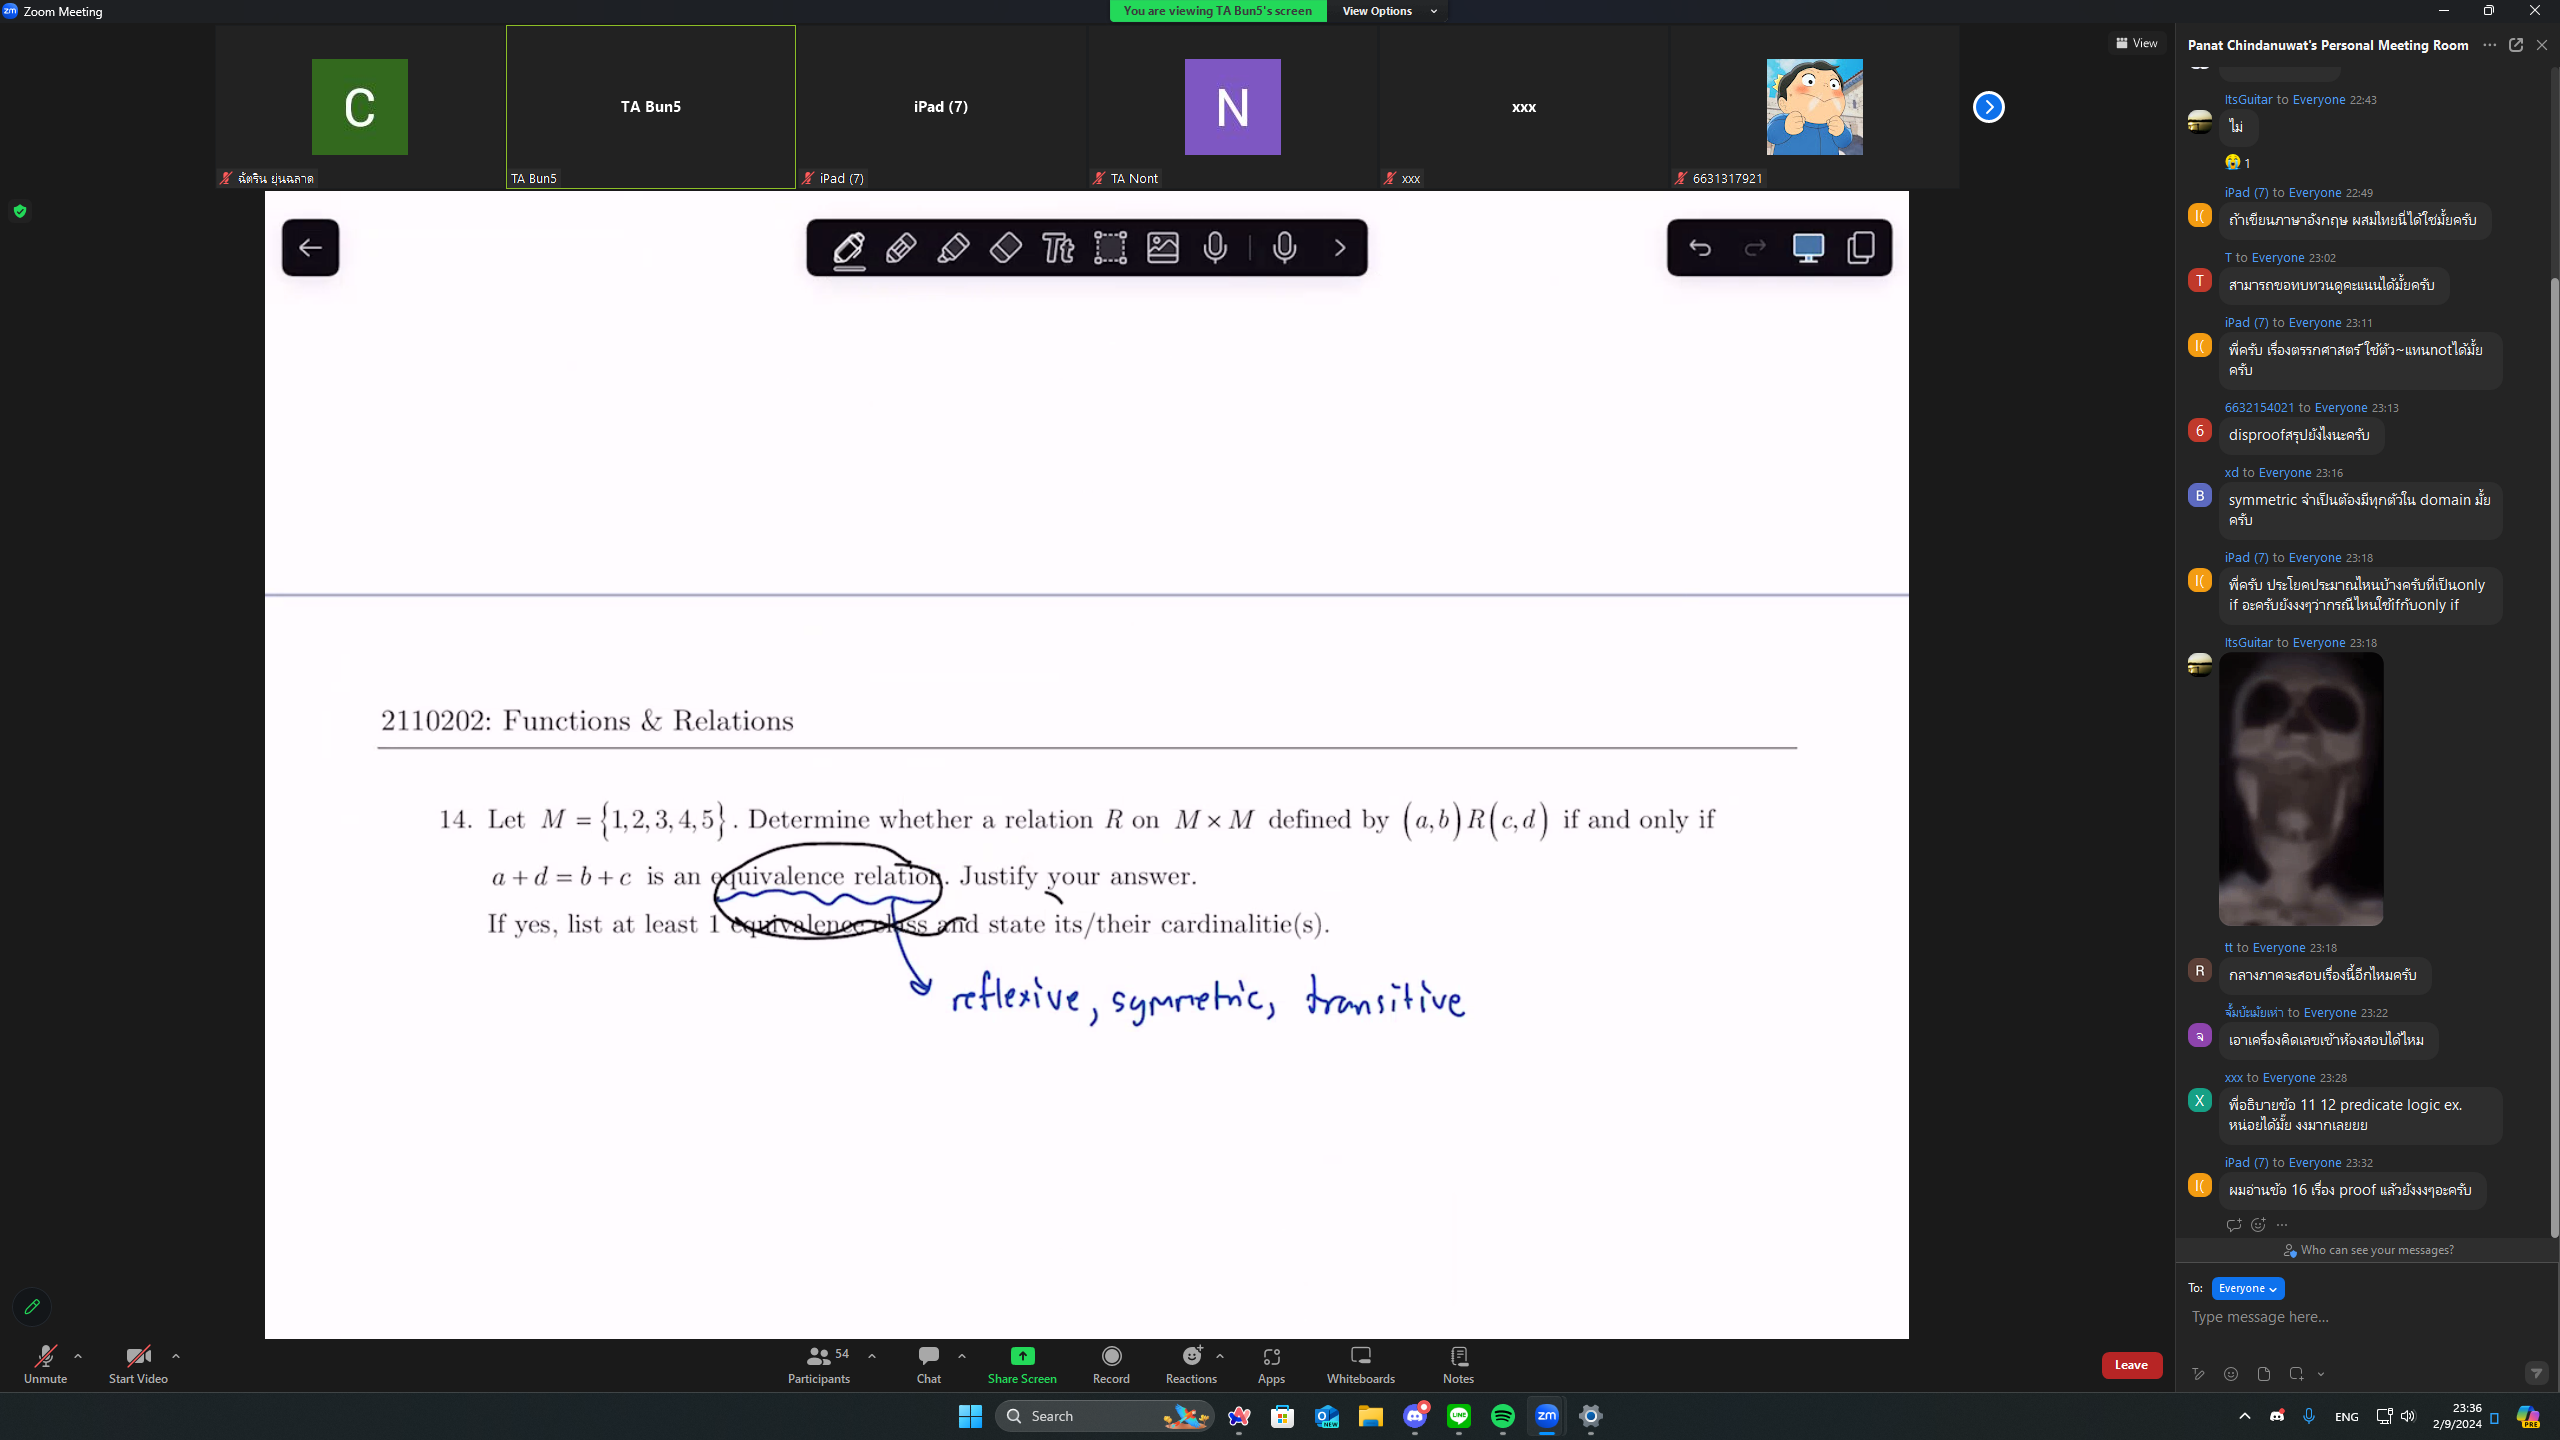 zm Zoom Meeting
You are viewing TA Bun5's screen View Options
C
TA Bun5
iPad (7)
N
xxx
View
ฉัตริน ยุ่นฉลาด
TA Bun5
iPad (7)
TA Nont
xxx
6631317921
Tt
2110202: Functions & Relations
14. Let M = {1,2,3,4,5}. Determine whether a relation R on M × M defined by (a,b)R(c,d) if and only if
a + d = b + c is an equivalence relation. Justify your answer.
If yes, list at least 1 equivalence class and state its/their cardinalitie(s).
reflexive, symmetric, transitive
Panat Chindanuwat's Personal Meeting Room
ItsGuitar to Everyone 22:43
ไม่
1
iPad (7) to Everyone 22:49
I(
ถ้าเขียนภาษาอังกฤษ ผสมไทยนี่ได้ใช่มั้ยครับ
T to Everyone 23:02
T
สามารถขอทบทวนดูคะแนนได้มั้ยครับ
iPad (7) to Everyone 23:11
I(
พี่ครับ เรื่องตรรกศาสตร์ ใช้ตัว~แทนnotได้มั้ย
ครับ
6632154021 to Everyone 23:13
6
disproofสรุปยังไงนะครับ
xd to Everyone 23:16
B
symmetric จำเป็นต้องมีทุกตัวใน domain มั้ย
ครับ
iPad (7) to Everyone 23:18
I(
พี่ครับ ประโยคประมาณไหนบ้างครับที่เป็นonly
if อะครับยังงงๆว่ากรณีไหนใช้ifกับonly if
ItsGuitar to Everyone 23:18
tt to Everyone 23:18
R
กลางภาคจะสอบเรื่องนี้อีกไหมครับ
to Everyone 23:22
จ
เอาเครื่องคิดเลขเข้าห้องสอบได้ไหม
xxx to Everyone 23:28
X
พี่อธิบายข้อ 11 12 predicate logic ex.
หน่อยได้มั้ย งงมากเลยยย
iPad (7) to Everyone 23:32
I(
ผมอ่านข้อ 16 เรื่อง proof แล้วยังงงๆอะครับ
Who can see your messages?
To: Everyone
Type message here...
Unmute
Start Video
54
Participants
Chat
Share Screen
Record
Reactions
Apps
Whiteboards
Notes
Leave
Search
NEW
LINE
zm
ENG
23:36
2/9/2024
PRE